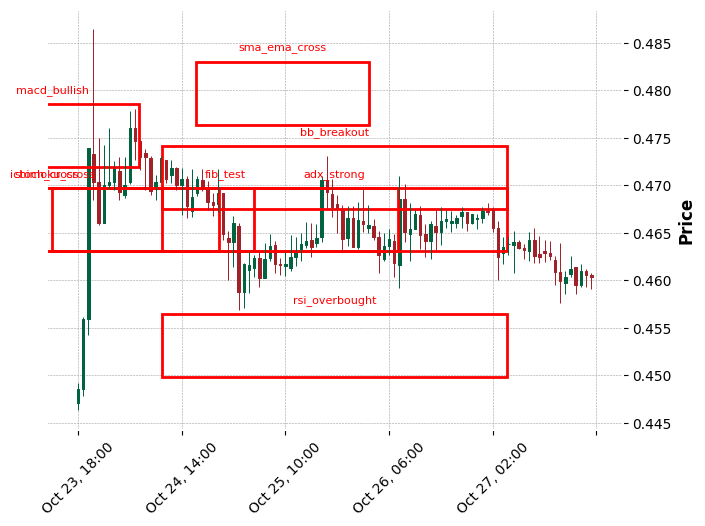 sma_ema_cross
0.485
macd_bullish
0.480
bb_breakout
0.475
fib_test
adx_strong
0.470
0.465
0.460
rsi_overbought
0.455
0.450
0.445
Price
Oct 23, 18:00
Oct 24, 14:00
Oct 25, 10:00
Oct 26, 06:00
Oct 27, 02:00